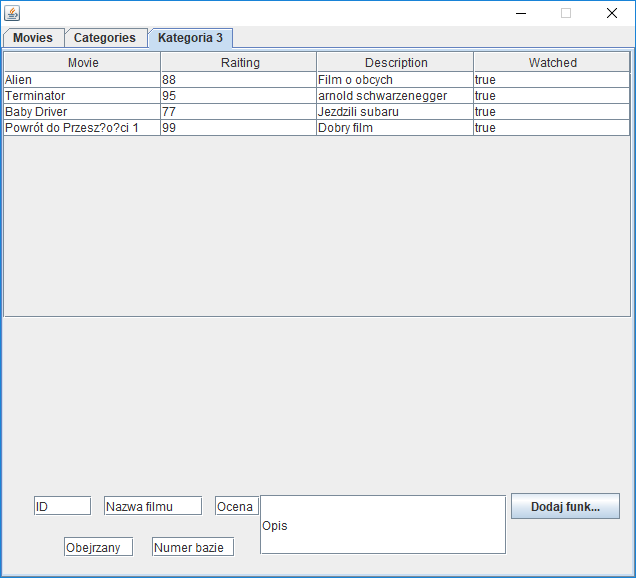 Movies Categories Kategoria 3
Movie Raiting Description Watched
Alien 88 Film o obcych true
Terminator 95 arnold schwarzenegger true
Baby Driver 77 Jezdzili subaru true
Powrót do Przesz?o?ci 1 99 Dobry film true
ID Nazwa filmu Ocena Opis Dodaj funk...
Obejrzany Numer bazie